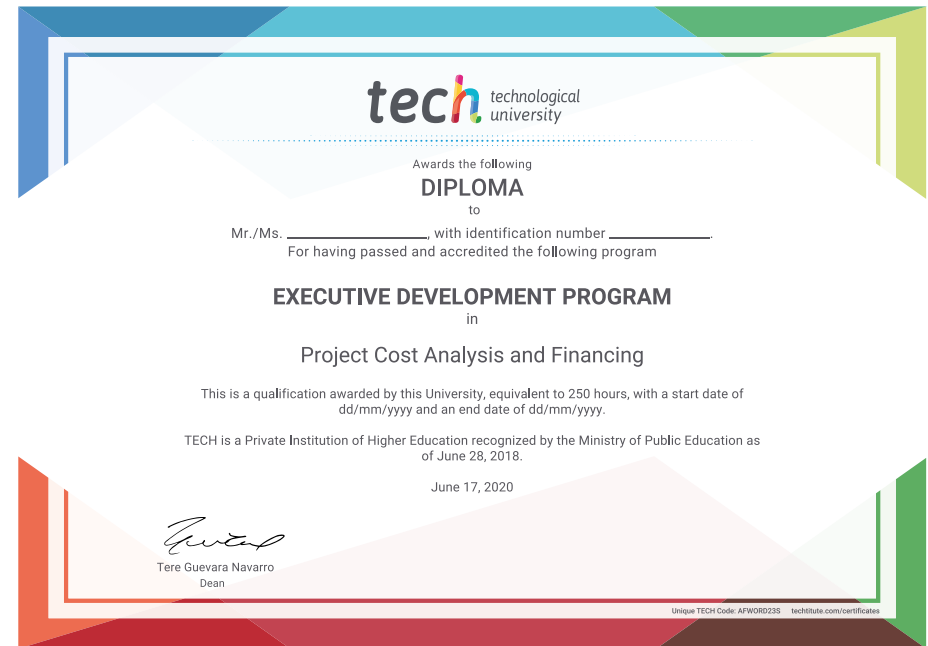 tech technological
university
Awards the following
DIPLOMA
to
Mr./Ms. ____________________, with identification number ______________.
For having passed and accredited the following program
EXECUTIVE DEVELOPMENT PROGRAM
in
Project Cost Analysis and Financing
This is a qualification awarded by this University, equivalent to 250 hours, with a start date of
dd/mm/yyyy and an end date of dd/mm/yyyy.
TECH is a Private Institution of Higher Education recognized by the Ministry of Public Education as
of June 28, 2018.
June 17, 2020
Tere Guevara Navarro
Dean
Unique TECH Code: AFWORD23S techtitute.com/certificates